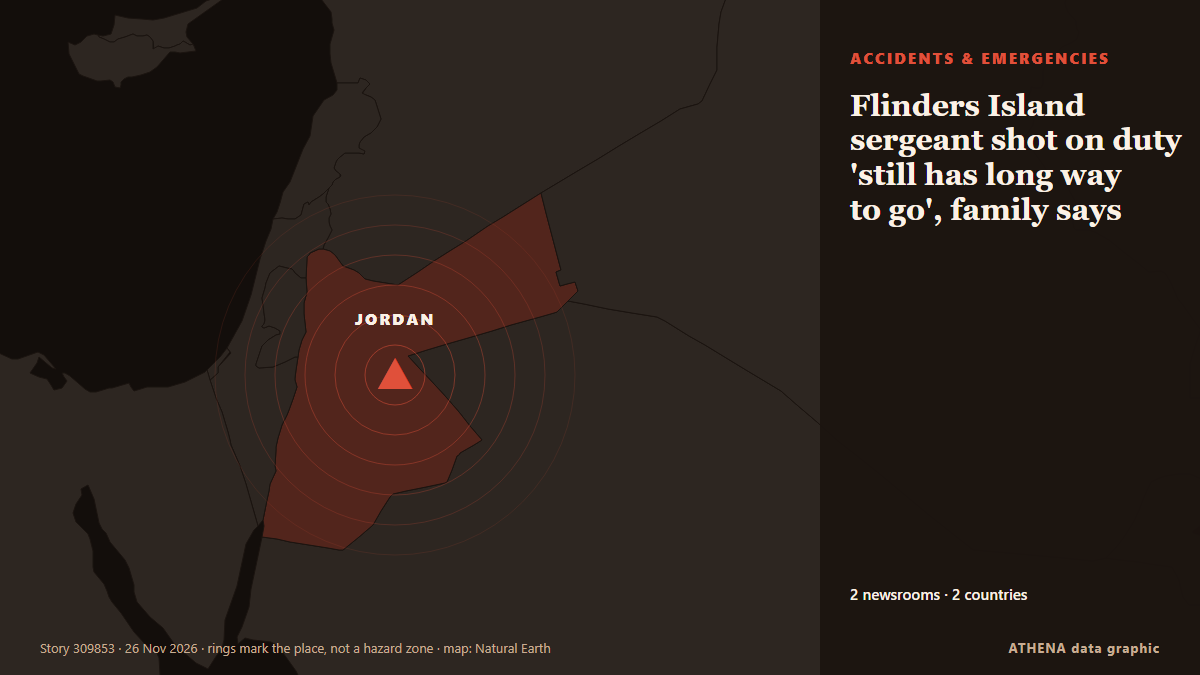 ACCIDENTS & EMERGENCIES
Flinders Island
sergeant shot on duty
'still has long way
to go', family says
JORDAN
2 newsrooms · 2 countries
Story 309853 · 26 Nov 2026 · rings mark the place, not a hazard zone · map: Natural Earth
ATHENA data graphic